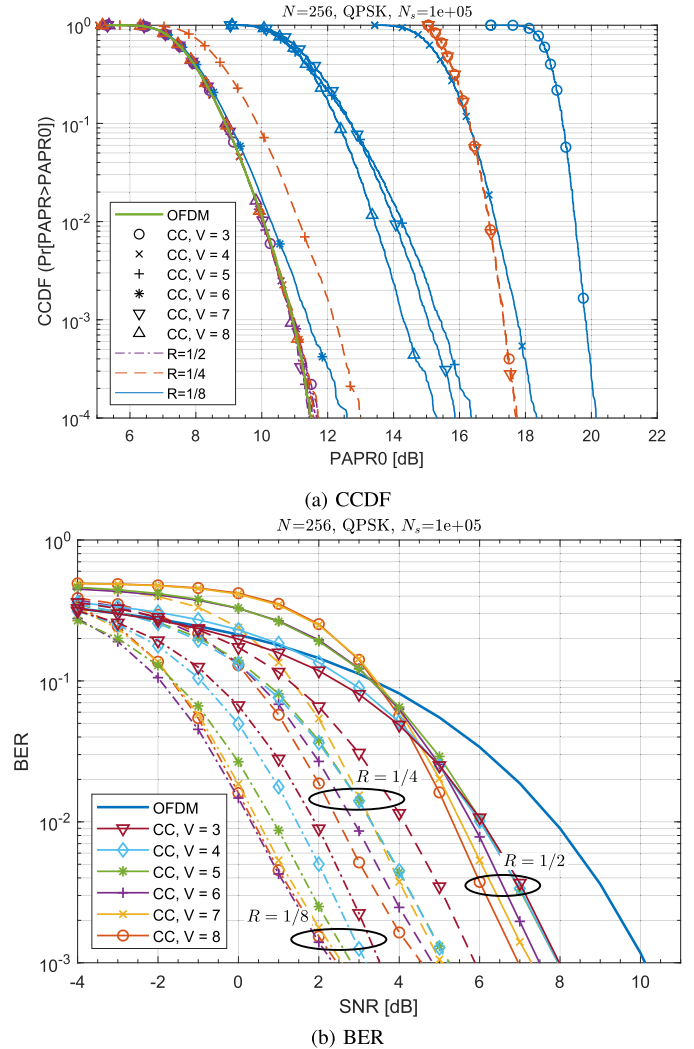 N=256, QPSK, N_s=1e+05
CCDF (Pr[PAPR>PAPR0])
10^0
10^-1
10^-2
10^-3
10^-4
OFDM
CC, V = 3
CC, V = 4
CC, V = 5
CC, V = 6
CC, V = 7
CC, V = 8
R=1/2
R=1/4
R=1/8
6 8 10 12 14 16 18 20 22
PAPR0 [dB]
(a) CCDF
N=256, QPSK, N_s=1e+05
BER
10^0
10^-1
10^-2
10^-3
R = 1/4
R = 1/2
R = 1/8
OFDM
CC, V = 3
CC, V = 4
CC, V = 5
CC, V = 6
CC, V = 7
CC, V = 8
-4 -2 0 2 4 6 8 10
SNR [dB]
(b) BER